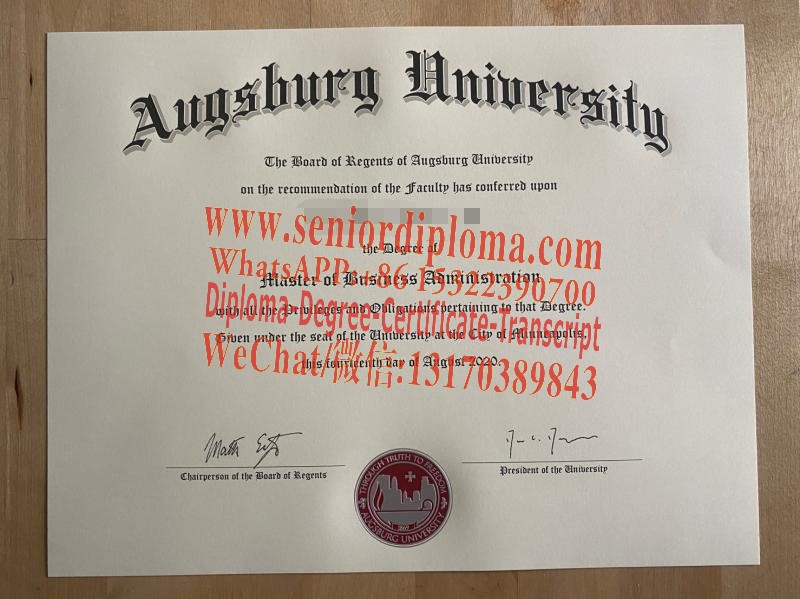 Augsburg University
The Board of Regents of Augsburg University
on the recommendation of the Faculty has conferred upon
www.seniordiploma.com
the Degree of
WhatsAPP:+86 15322390700
Master of Business Administration
Diploma-Degree-Certificate-Transcript
with all the Privileges and Obligations pertaining to that Degree.
Given under the seal of the University at the City of Minneapolis,
WeChat/微信:13170389843
this fourteenth day of August 2020.
Chairperson of the Board of Regents
President of the University
THROUGH TRUTH TO FREEDOM
1869
AUGSBURG UNIVERSITY